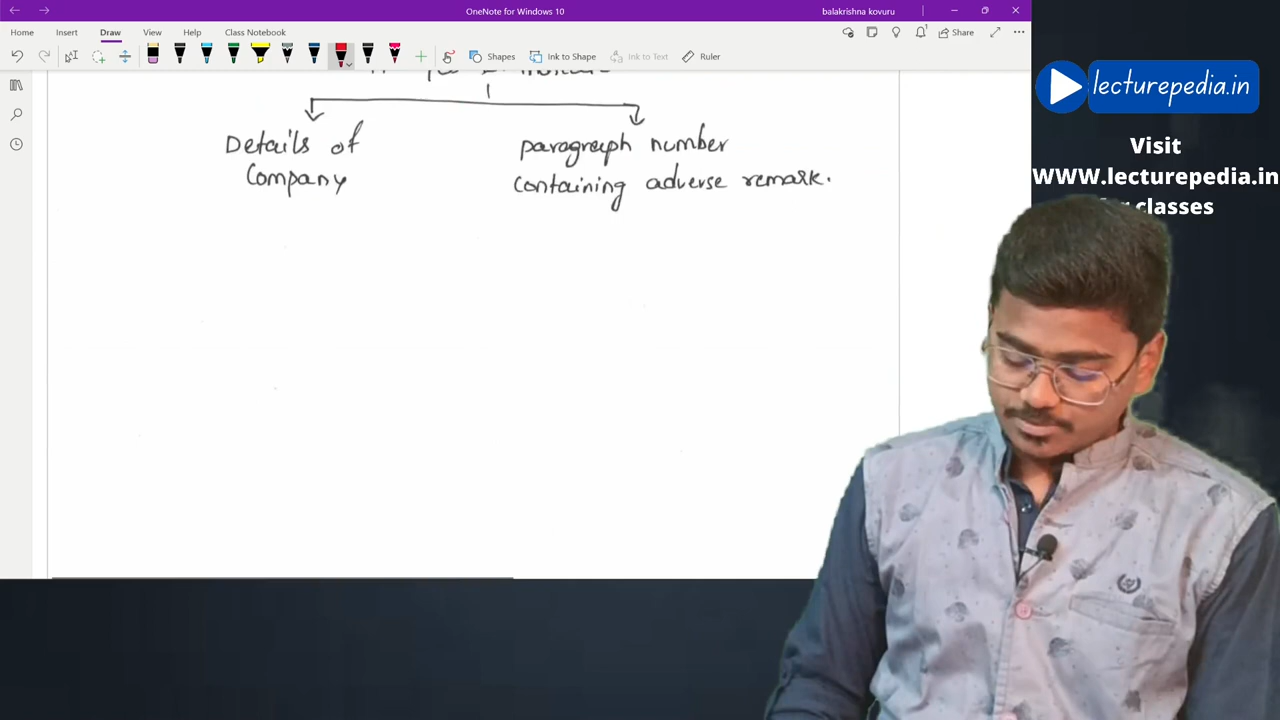 OneNote for Windows 10
balakrishna kovuru
Home Insert Draw View Help Class Notebook
Share
Shapes Ink to Shape Ink to Text Ruler
lecturepedia.in
Visit
www.lecturepedia.in
classes
Details of
Company
paragraph number
containing adverse remark.